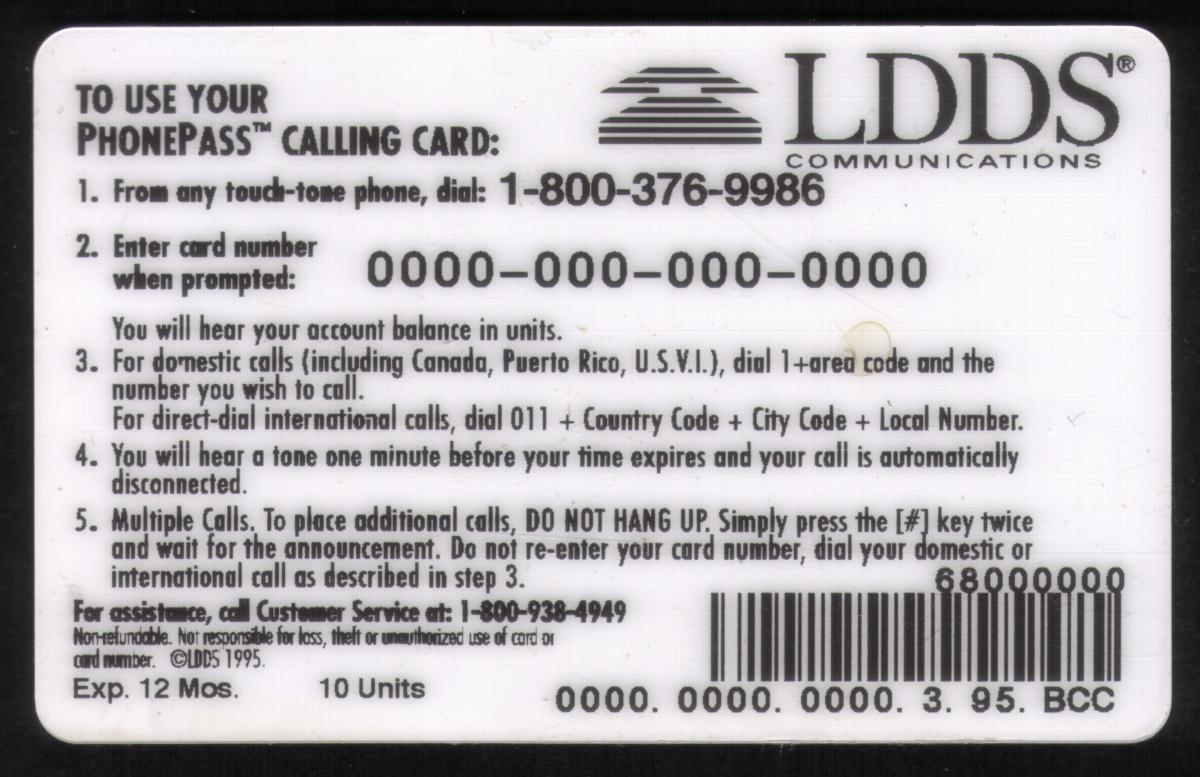 LDDS®
COMMUNICATIONS
TO USE YOUR
PHONEPASS™ CALLING CARD:
1. From any touch-tone phone, dial: 1-800-376-9986
2. Enter card number
when prompted: 0000-000-000-0000
You will hear your account balance in units.
3. For domestic calls (including Canada, Puerto Rico, U.S.V.I.), dial 1+area code and the
number you wish to call.
For direct-dial international calls, dial 011 + Country Code + City Code + Local Number.
4. You will hear a tone one minute before your time expires and your call is automatically
disconnected.
5. Multiple Calls. To place additional calls, DO NOT HANG UP. Simply press the [#] key twice
and wait for the announcement. Do not re-enter your card number, dial your domestic or
international call as described in step 3.
68000000
For assistance, call Customer Service at: 1-800-938-4949
Non-refundable. Not responsible for loss, theft or unauthorized use of card or
card number. ©LDDS 1995.
Exp. 12 Mos. 10 Units
0000. 0000. 0000. 3. 95. BCC